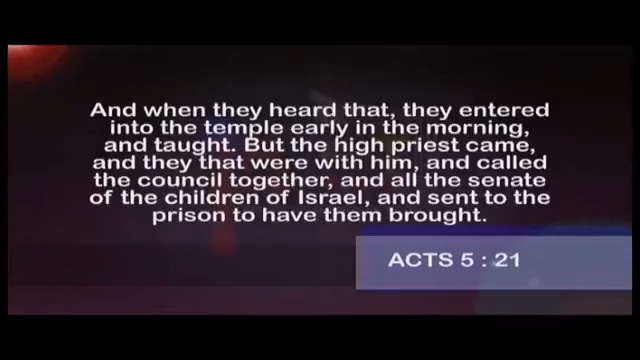 And when they heard that, they entered
into the temple early in the morning,
and taught. But the high priest came,
and they that were with him, and called
the council together, and all the senate
of the children of Israel, and sent to the
prison to have them brought.
ACTS 5 : 21